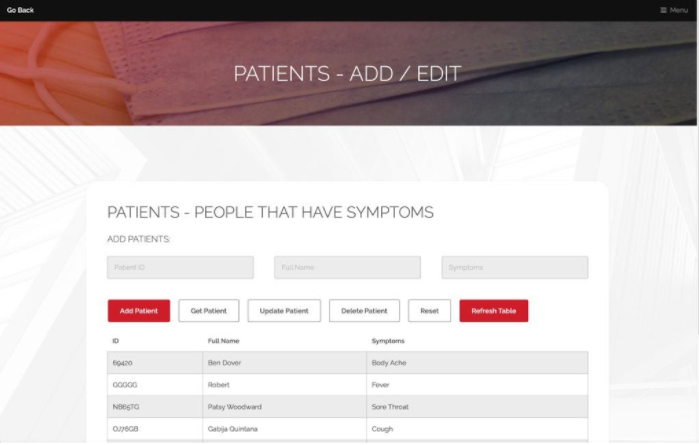 Go Back
Menu
PATIENTS - ADD / EDIT
PATIENTS - PEOPLE THAT HAVE SYMPTOMS
ADD PATIENTS:
Patient ID Full Name Symptoms
Add Patient Get Patient Update Patient Delete Patient Reset Refresh Table
ID Full Name Symptoms
69420 Ben Dover Body Ache
GGGGG Robert Fever
NB65TG Patsy Woodward Sore Throat
OJ76GB Gabija Quintana Cough